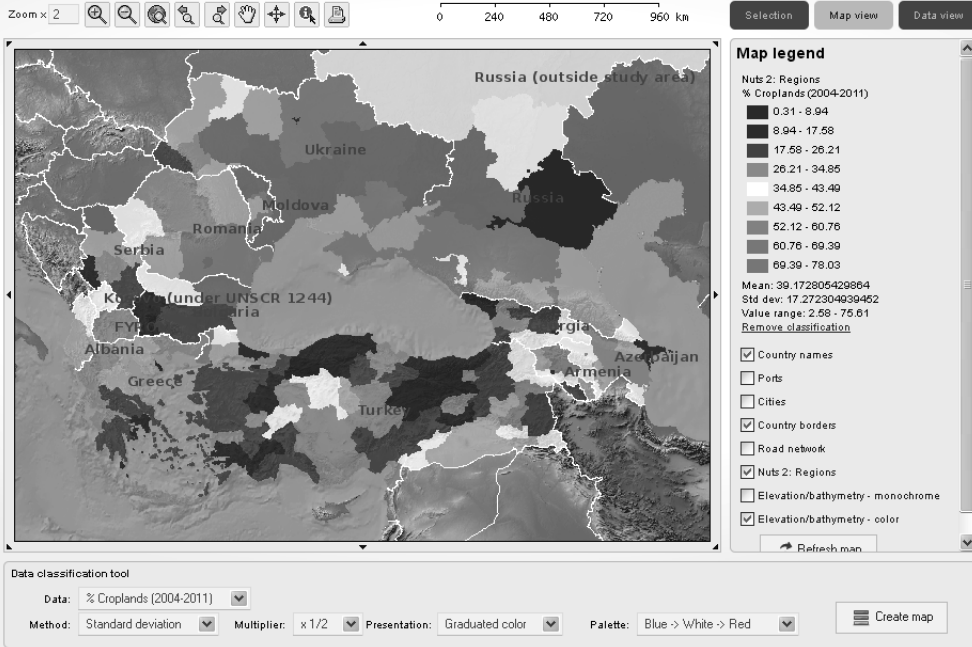 Zoom x 2
0 240 480 720 960 km
Selection
Map view
Data view
Russia (outside study area)
Ukraine
Russia
Moldova
Romania
Serbia
(under UNSCR 1244)
Albania
Greece
Turkey
Armenia
Azerbaijan
Map legend
Nuts 2: Regions
% Croplands (2004-2011)
0.31 - 8.94
8.94 - 17.58
17.58 - 26.21
26.21 - 34.85
34.85 - 43.49
43.49 - 52.12
52.12 - 60.76
60.76 - 69.39
69.39 - 78.03
Mean: 39.172805429864
Std dev: 17.272304939452
Value range: 2.58 - 75.61
Remove classification
Country names
Ports
Cities
Country borders
Road network
Nuts 2: Regions
Elevation/bathymetry - monochrome
Elevation/bathymetry - color
Refresh map
Data classification tool
Data: % Croplands (2004-2011)
Method: Standard deviation Multiplier: x 1/2 Presentation: Graduated color Palette: Blue -> White -> Red
Create map